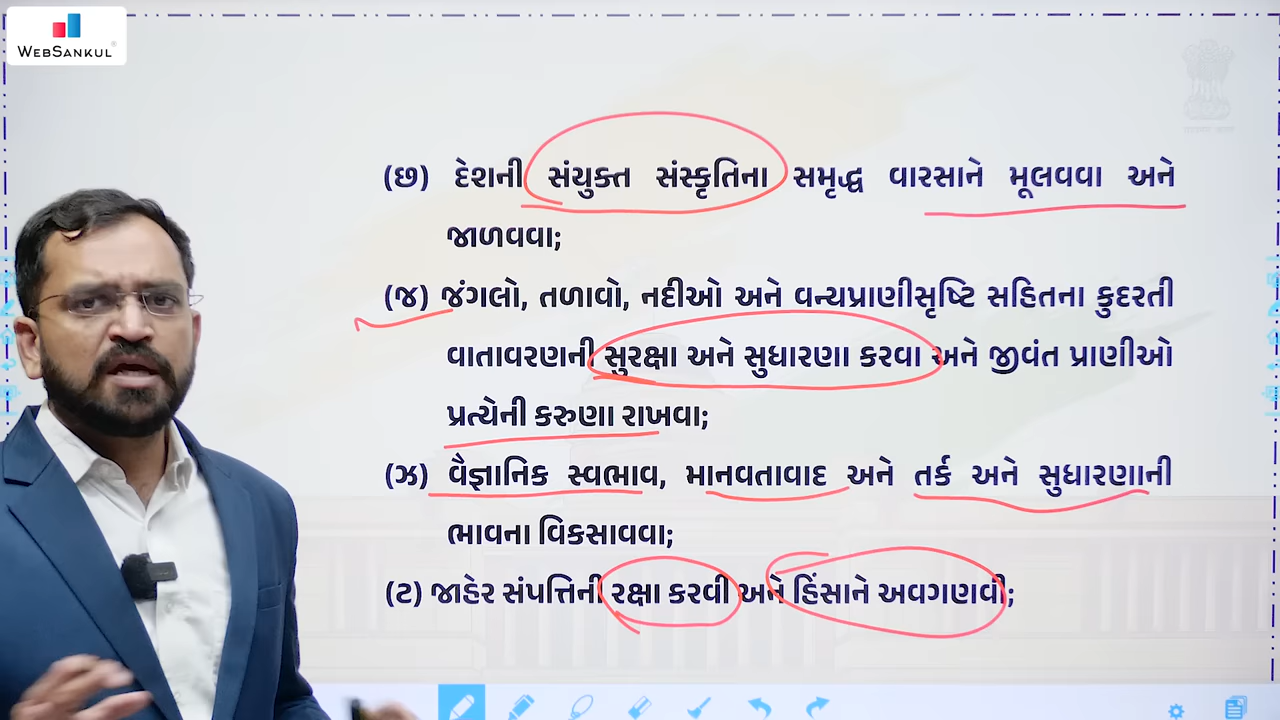 WEBSANKUL
(છ) દેશની સંયુક્ત સંસ્કૃતિના સમૃદ્ધ વારસાને મૂલવવા અને
જાળવવા;
(જ) જંગલો, તળાવો, નદીઓ અને વન્યપ્રાણીસૃષ્ટિ સહિતના કુદરતી
વાતાવરણની સુરક્ષા અને સુધારણા કરવા અને જીવંત પ્રાણીઓ
પ્રત્યેની કરુણા રાખવા;
(ઝ) વૈજ્ઞાનિક સ્વભાવ, માનવતાવાદ અને તર્ક અને સુધારણાની
ભાવના વિકસાવવા;
(ટ) જાહેર સંપત્તિની રક્ષા કરવી અને હિંસાને અવગણવી;